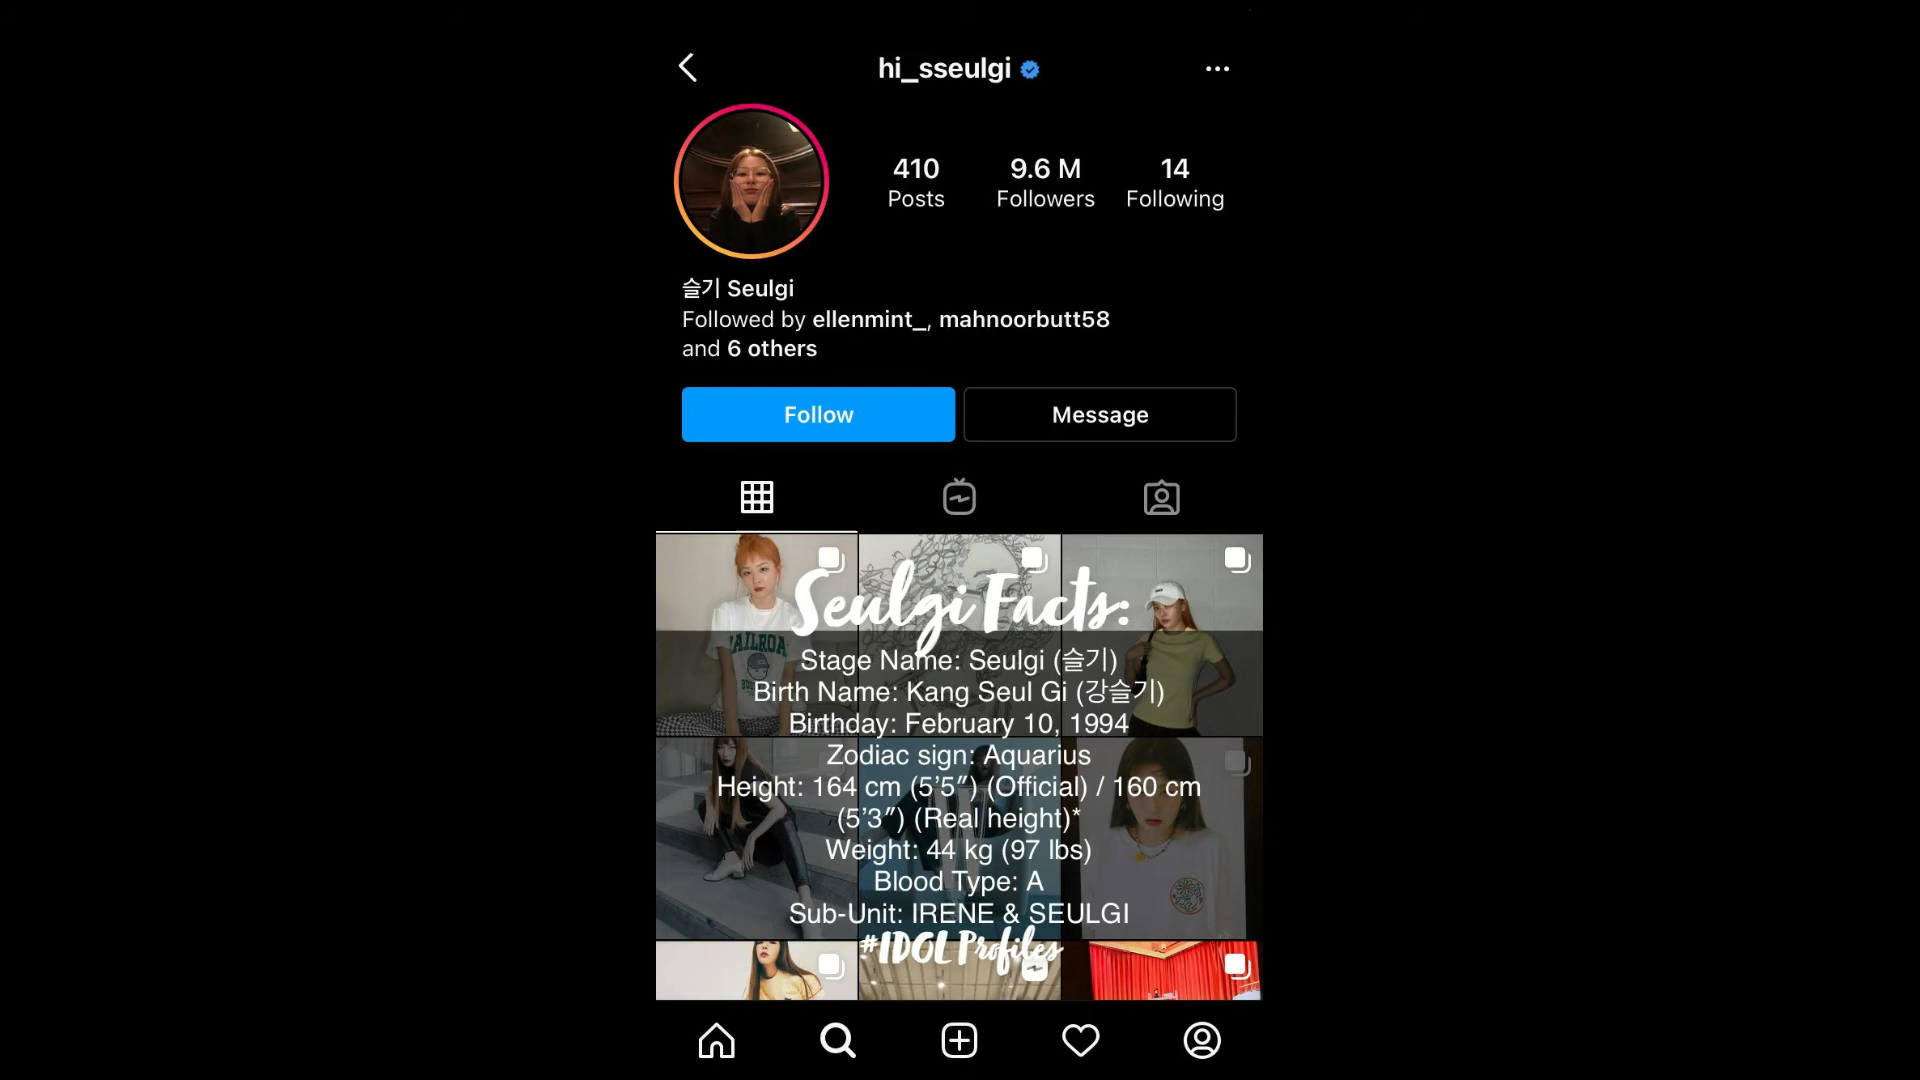 hi_sseulgi
410
9.6 M
14
Posts
Followers
Following
슬기 Seulgi
Followed by ellenmint_, mahnoorbutt58
and 6 others
Follow
Message
Seulgi Facts:
RAILROA
Stage Name: Seulgi (슬기)
Birth Name: Kang Seul Gi (강슬기)
Birthday: February 10, 1994
Zodiac sign: Aquarius
Height: 164 cm (5’5″) (Official) / 160 cm
(5’3″) (Real height)*
Weight: 44 kg (97 lbs)
Blood Type: A
Sub-Unit: IRENE & SEULGI
#IDOL Profiles